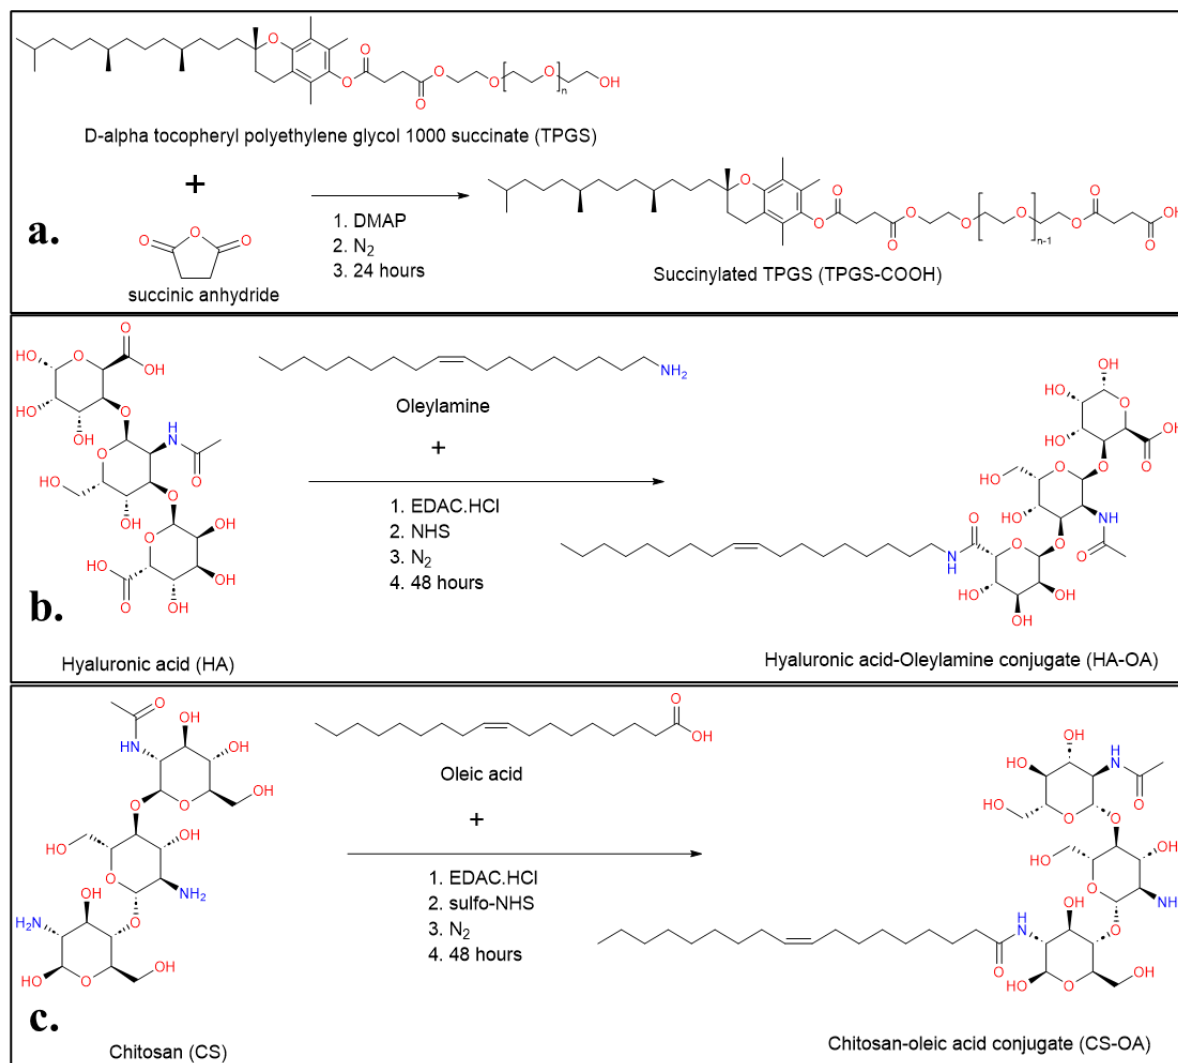 D-alpha tocopheryl polyethylene glycol 1000 succinate (TPGS)
+
a.
succinic anhydride
1. DMAP
2. N₂
3. 24 hours
Succinylated TPGS (TPGS-COOH)
Oleylamine
+
1. EDAC.HCl
2. NHS
3. N₂
4. 48 hours
b.
Hyaluronic acid (HA)
Hyaluronic acid-Oleylamine conjugate (HA-OA)
Oleic acid
+
1. EDAC.HCl
2. sulfo-NHS
3. N₂
4. 48 hours
c.
Chitosan (CS)
Chitosan-oleic acid conjugate (CS-OA)